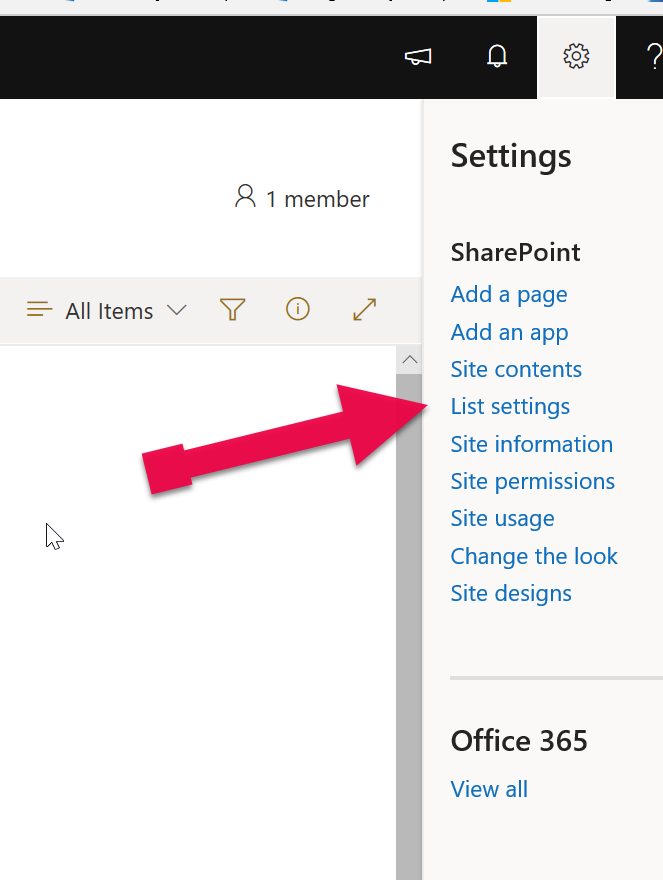 ?
Settings
1 member
SharePoint
Add a page
All Items
Add an app
Site contents
List settings
Site information
Site permissions
Site usage
Change the look
Site designs
Office 365
View all